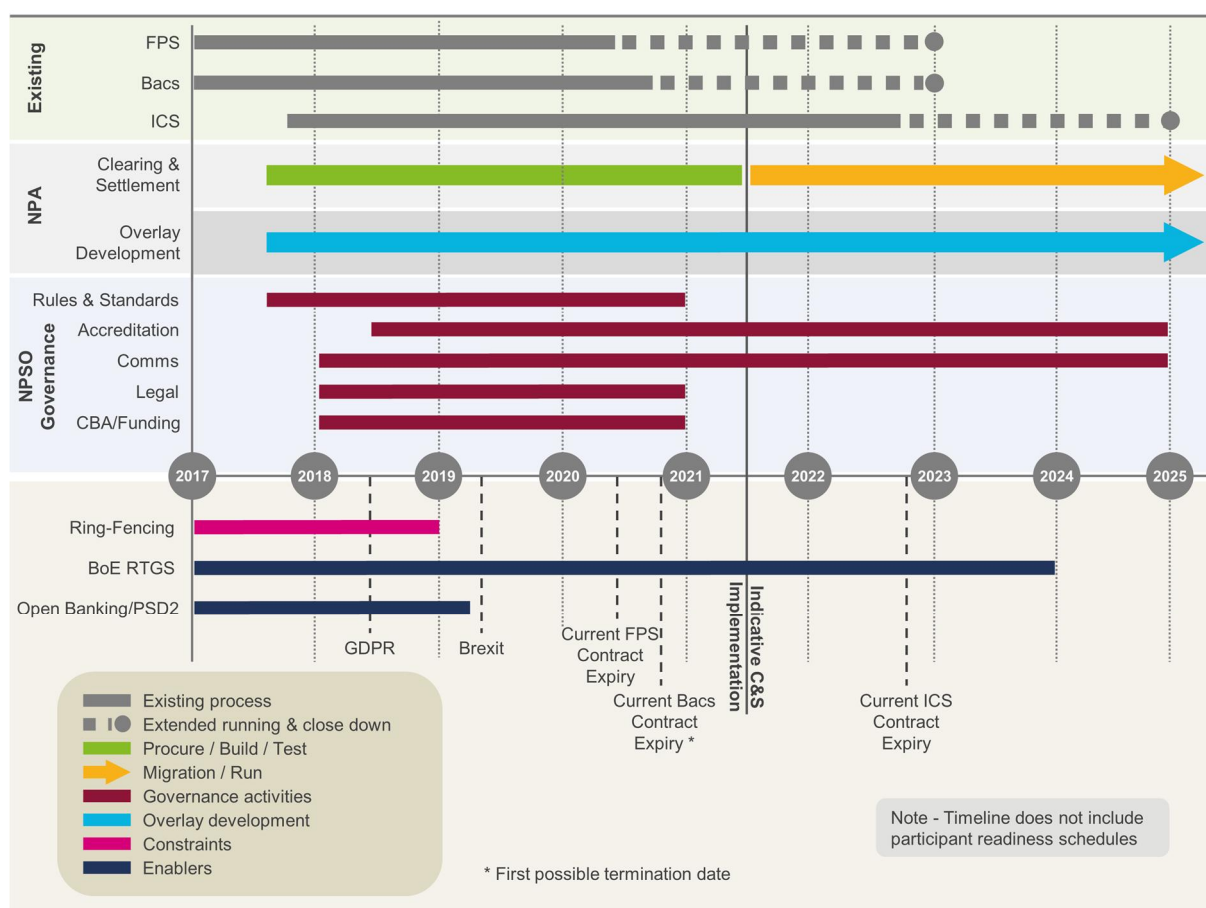 Existing
FPS
Bacs
ICS
NPA
Clearing &
Settlement
Overlay
Development
NPSO
Governance
Rules & Standards
Accreditation
Comms
Legal
CBA/Funding
2017 2018 2019 2020 2021 2022 2023 2024 2025
Ring-Fencing
BoE RTGS
Open Banking/PSD2
GDPR
Brexit
Current FPS
Contract
Expiry
Current Bacs
Contract
Expiry *
Indicative C&S
Implementation
Current ICS
Contract
Expiry
Existing process
Extended running & close down
Procure / Build / Test
Migration / Run
Governance activities
Overlay development
Constraints
Enablers
* First possible termination date
Note - Timeline does not include
participant readiness schedules